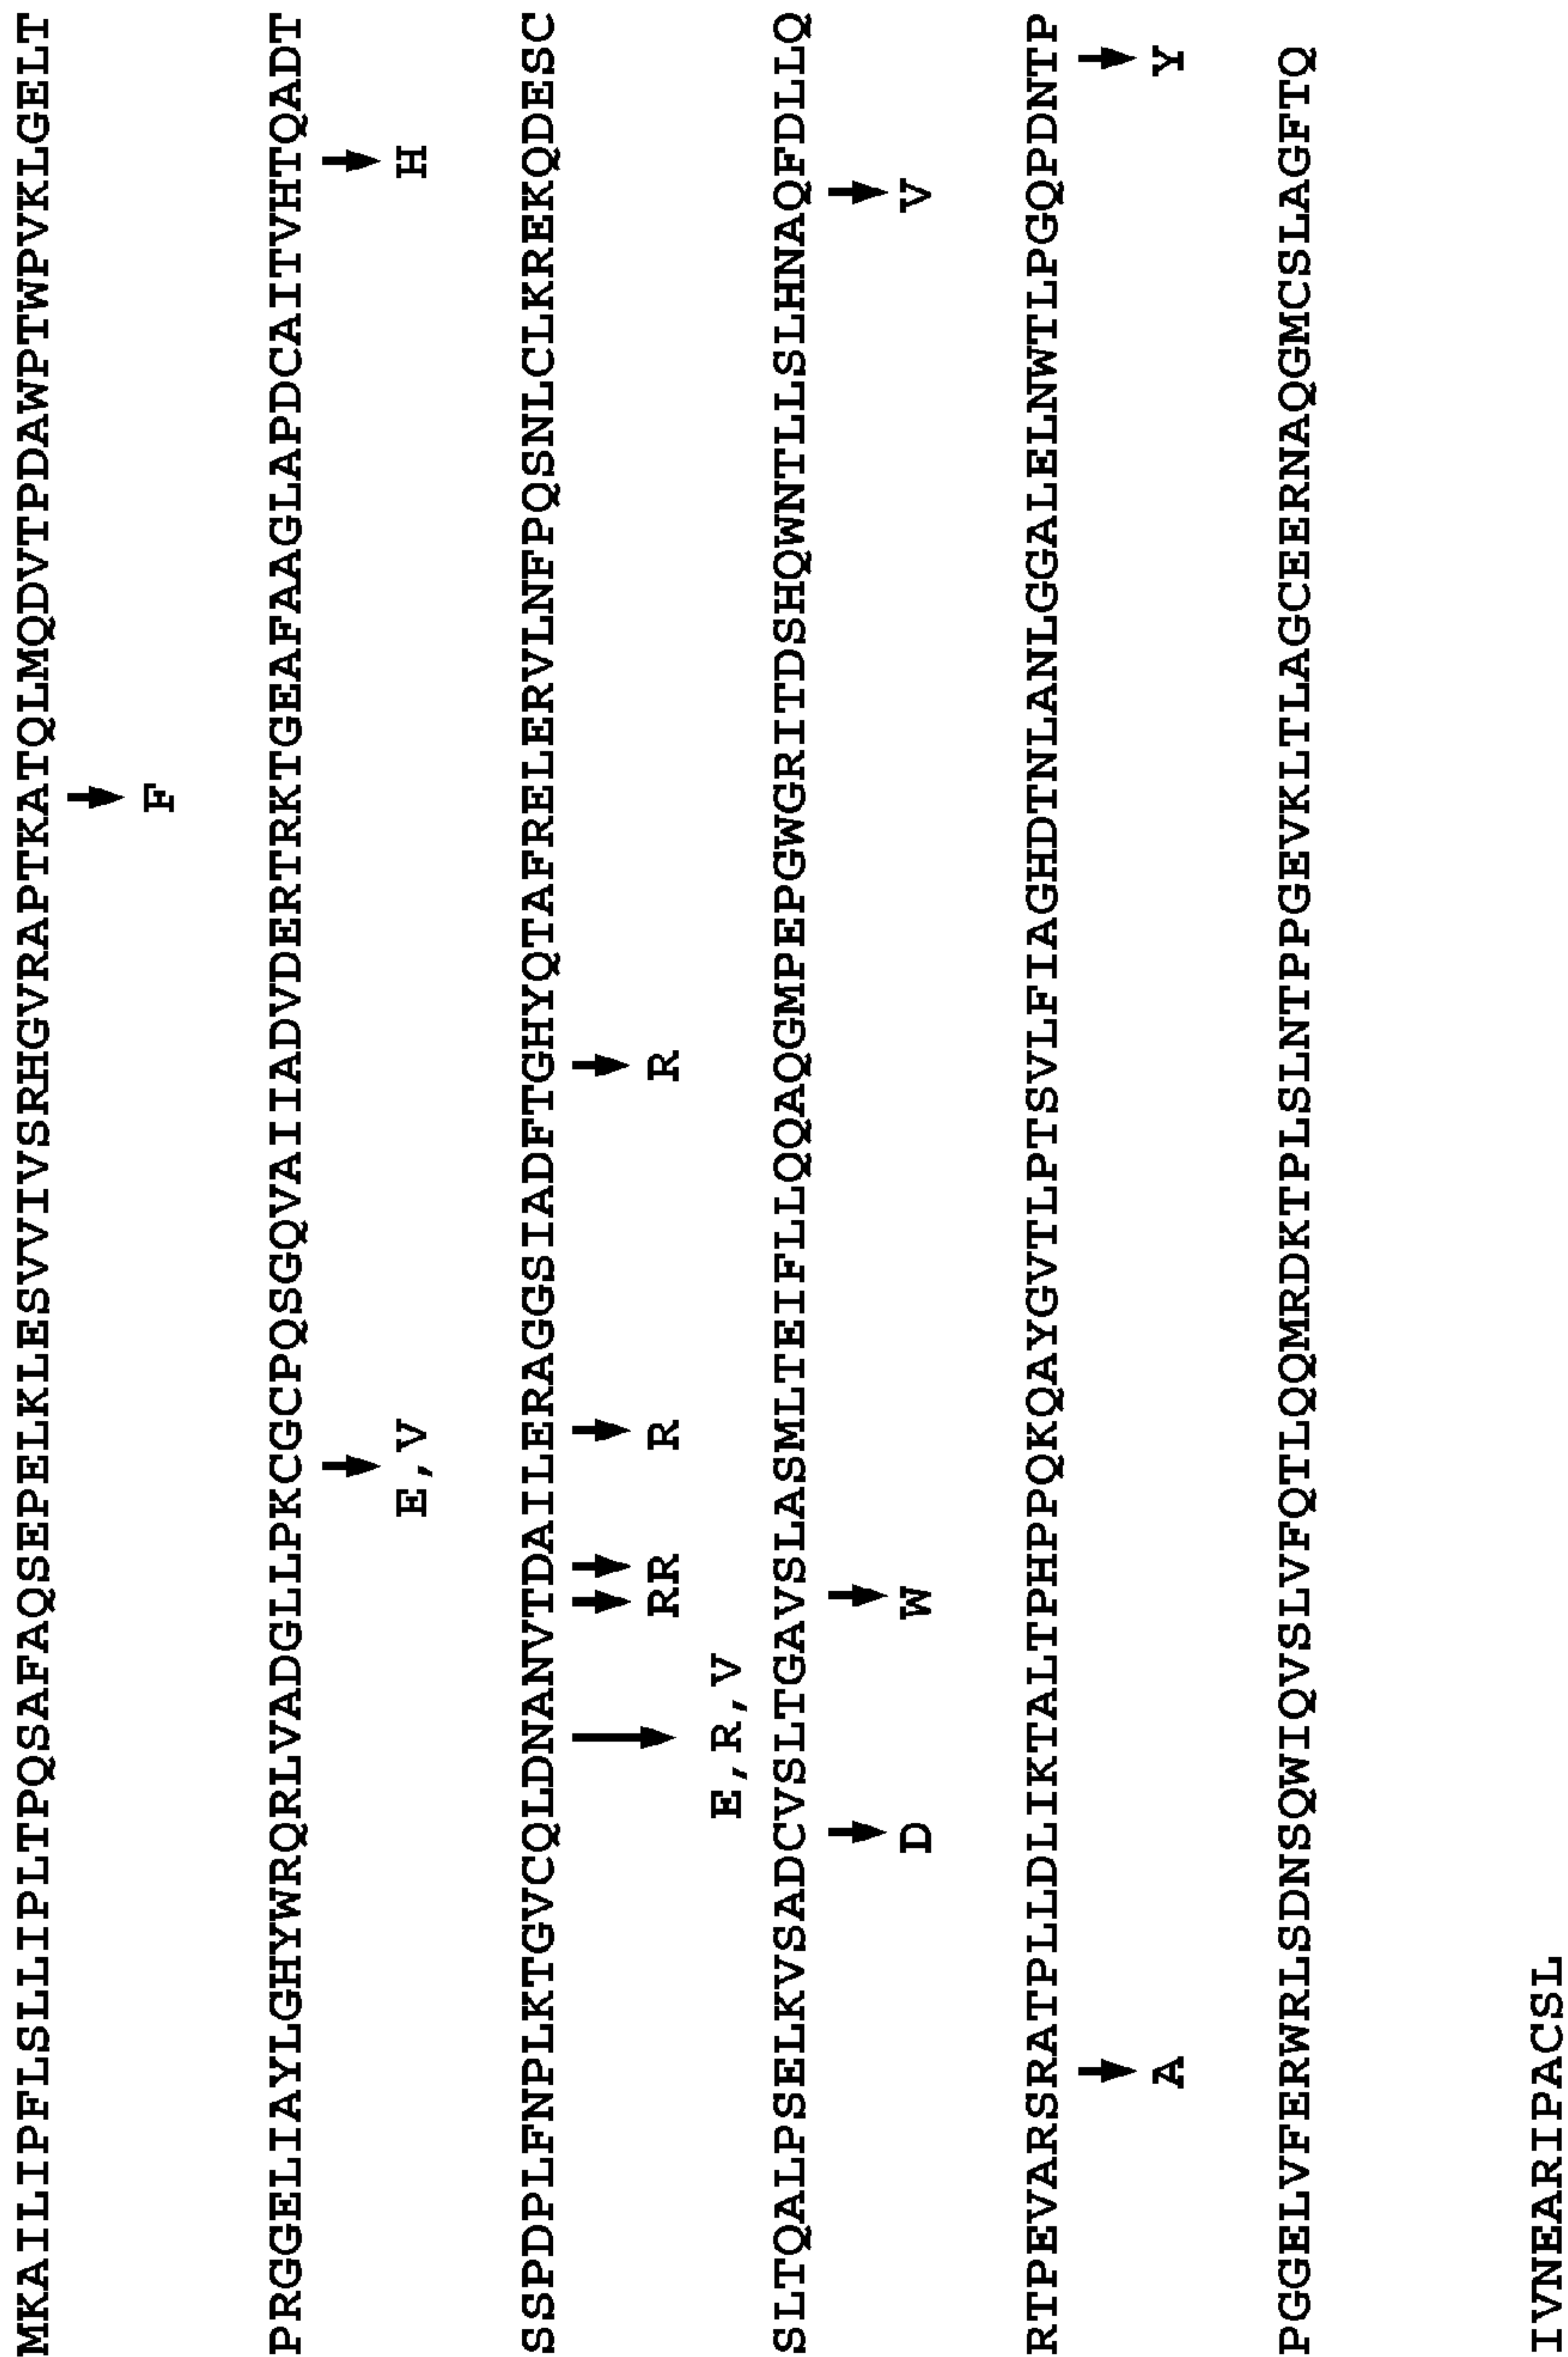 MKAILIPFLSLLIPLTPQSAFAQSEPELKLESVVIVSRHGVRAPTKATQLMQDVTPDAWPTWPVKLGELT
F
PRGGELIAYLGHYWRQRLVADGLLPKCGCPQSGQVAIIADVDERTRKTGEAFAAGLAPDCAITVHTQADT
E,V H
SSPDPLFNPLKTGVCQLDNANVTDAILERAGGSIADFTGHYQTAFRELERVLNFPQSNLCLKREKQDESC
RR R R
E,R,V
SLTQALPSELKVSADCVSLTGAVSLASMLTEIFLLQQAQGMPEPGWGRITDSHQWNTLLSLHNAQFDLLQ
D W V
RTPEVARSRATPLLDLIKTALTPHPPQKQAYGVTLPTSVLFIAGHDTNLANLGGALELNWTLPGQPDNTP
A Y
PGGELVFERWRLSDNSQWIQVSLVFQTLQQMRDKTPLSLNTPPGEVKLTLAGCEERNAQGMCSLAGFTQ
IVNEARIPACSL